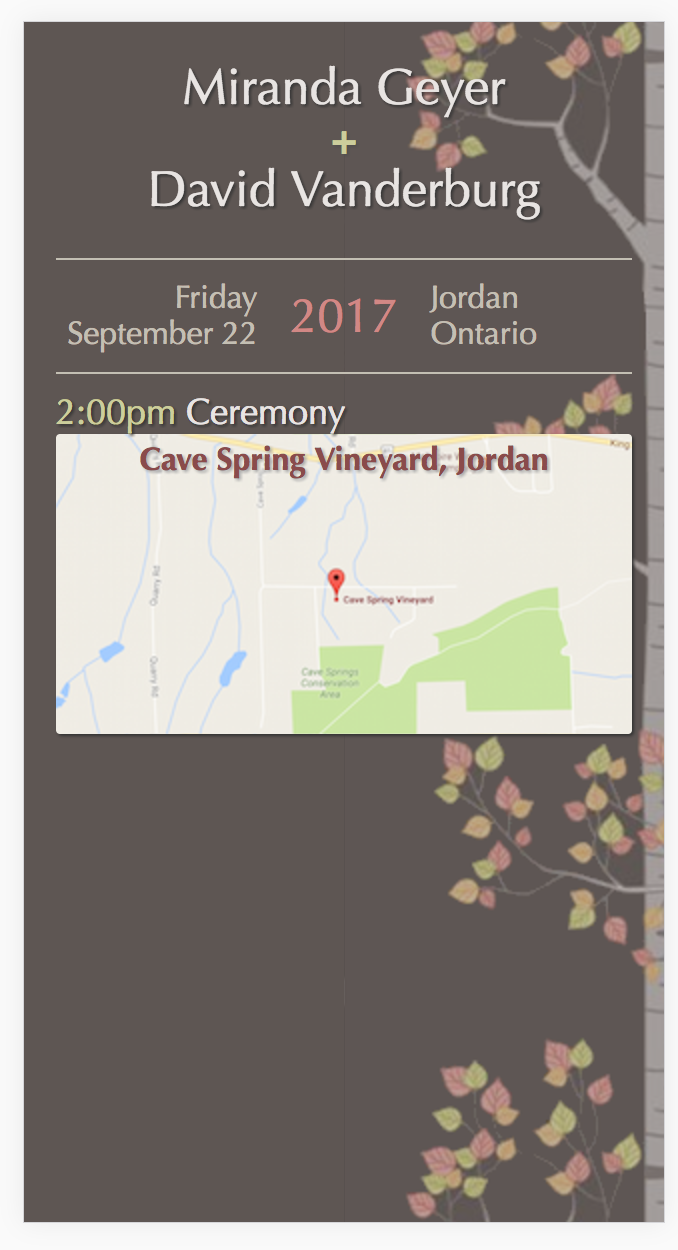 Miranda Geyer
+
David Vanderburg
Friday
September 22
2017
Jordan
Ontario
2:00pm Ceremony
King
Cave Spring Vineyard, Jordan
Quarry Rd
Cave Spring Vineyard
Quarry Rd
Cave Springs
Conservation
Area